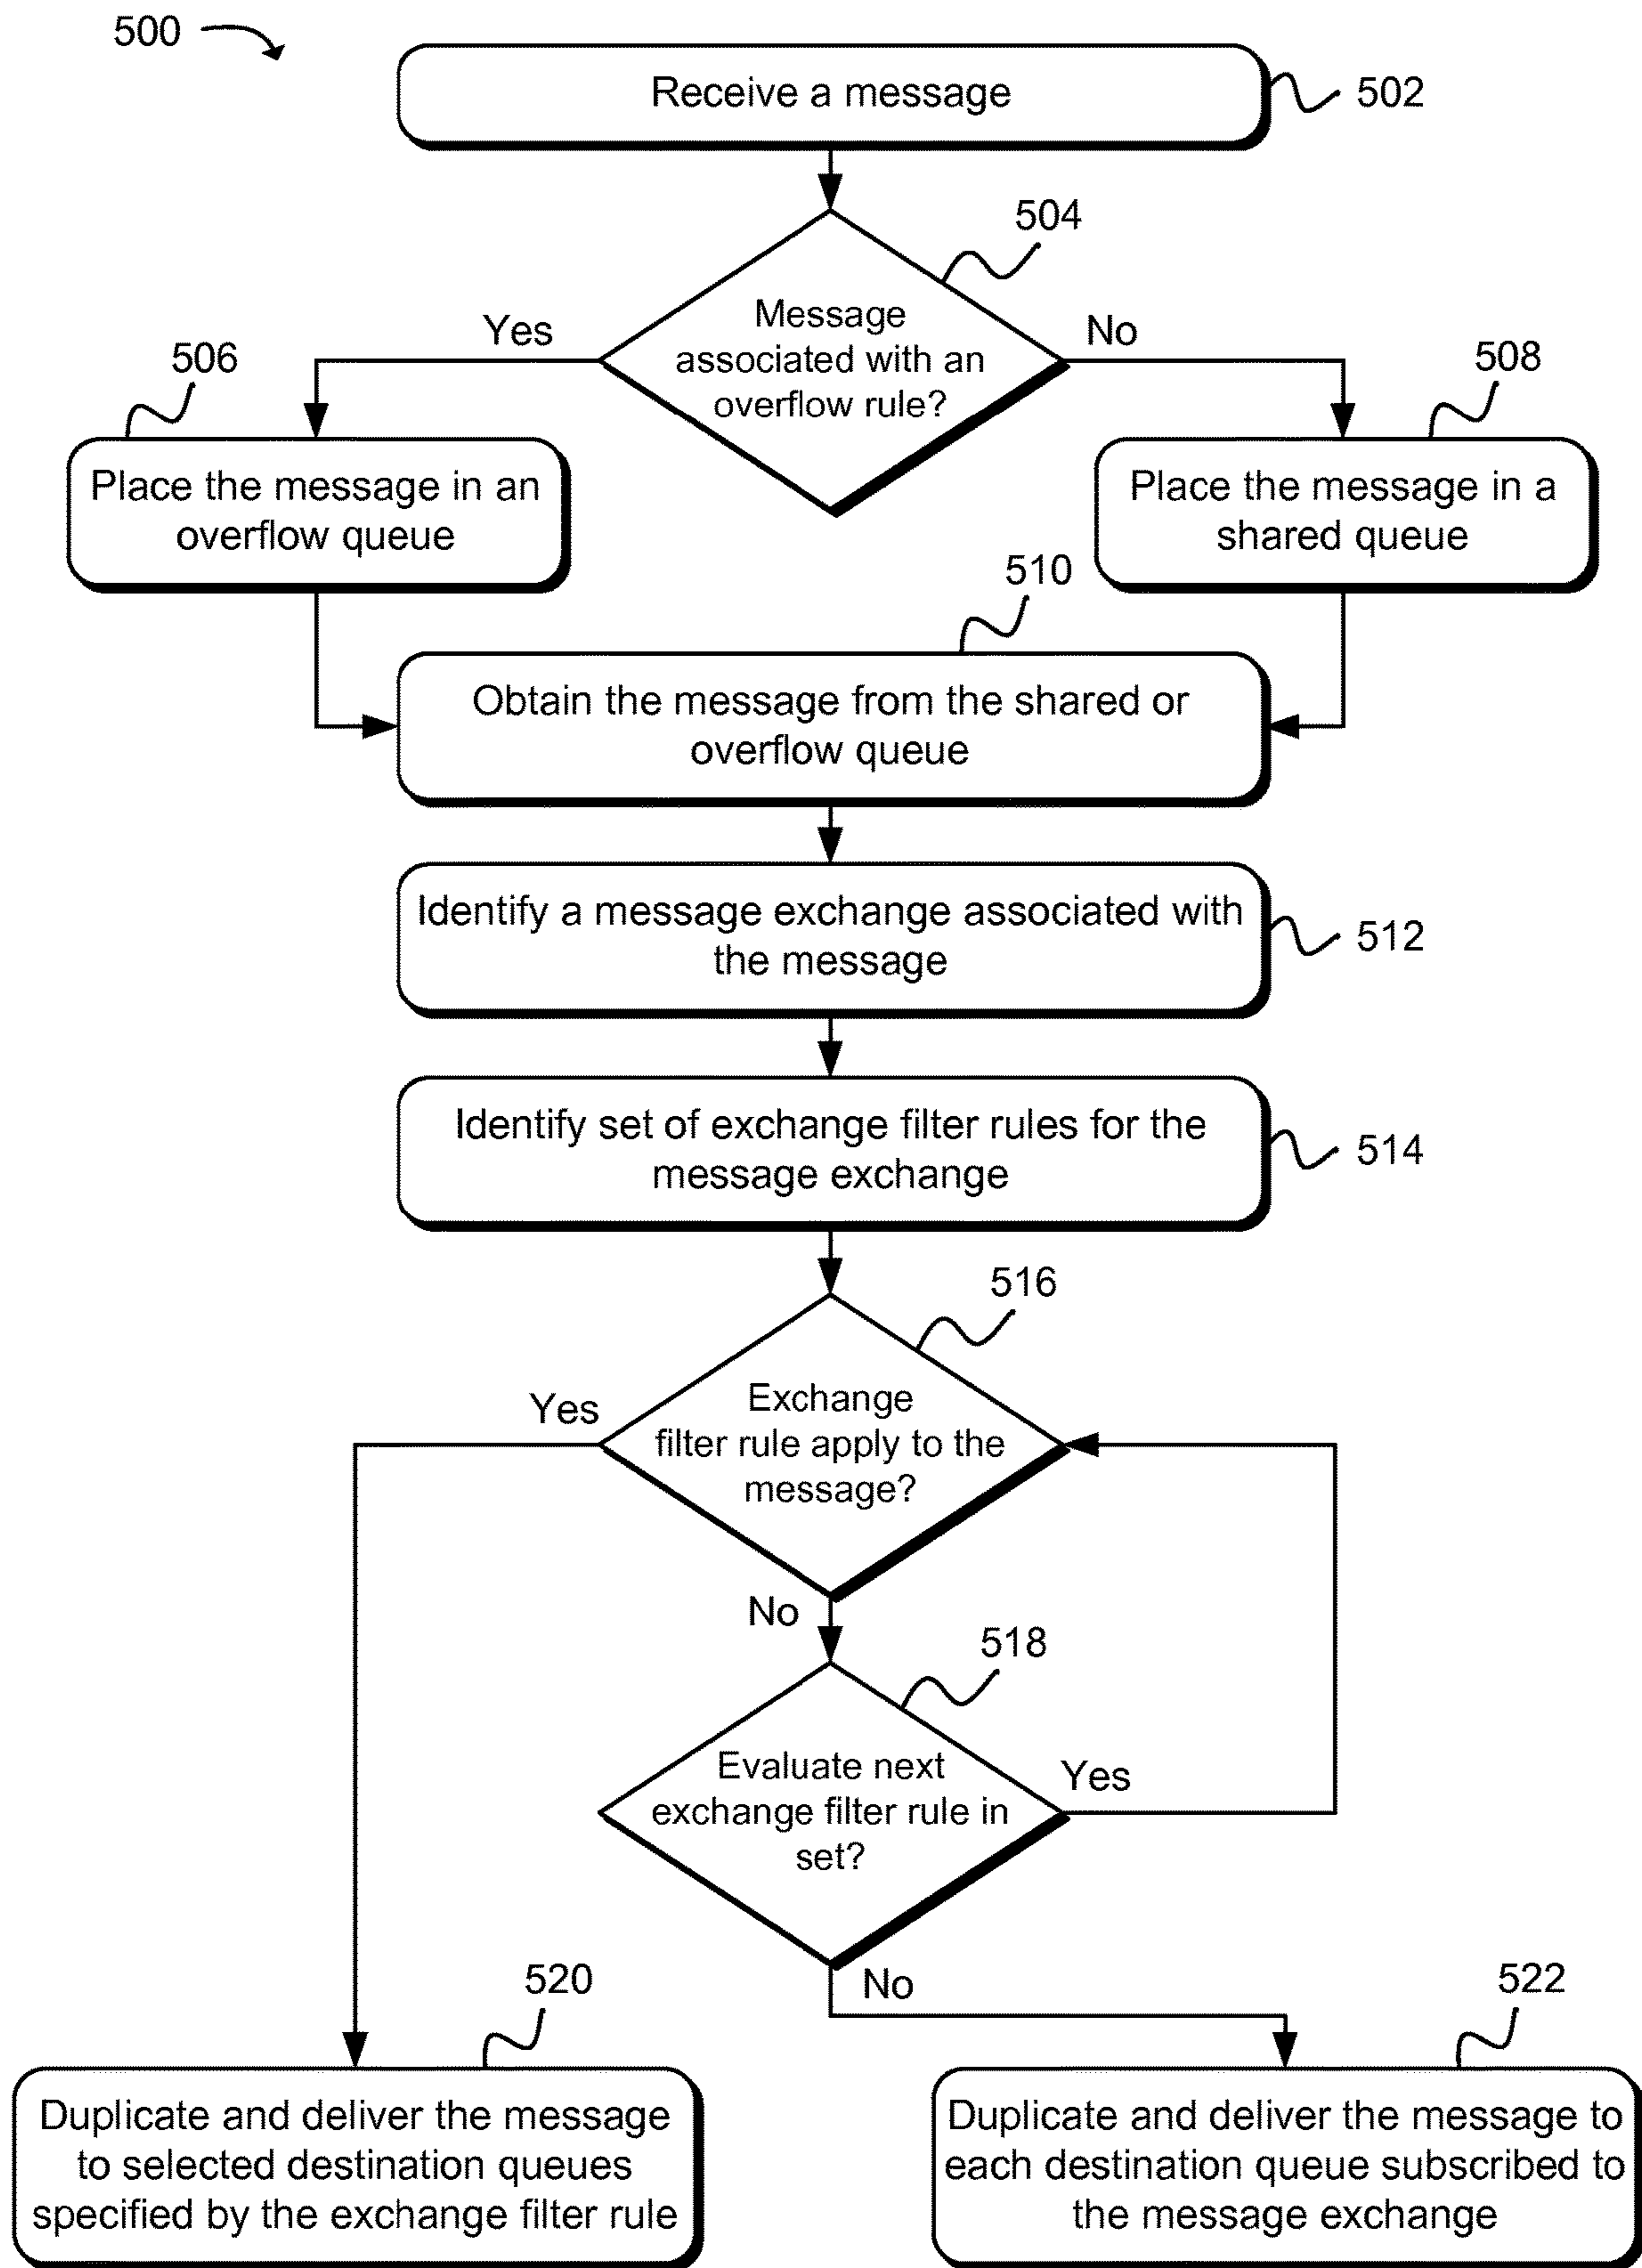 500
Receive a message
502
504
Message
associated with an
overflow rule?
Yes
No
506
508
Place the message in an
overflow queue
Place the message in a
shared queue
510
Obtain the message from the shared or
overflow queue
Identify a message exchange associated with
the message
512
Identify set of exchange filter rules for the
message exchange
514
516
Exchange
filter rule apply to the
message?
Yes
No
518
Evaluate next
exchange filter rule in
set?
Yes
No
520
522
Duplicate and deliver the message
to selected destination queues
specified by the exchange filter rule
Duplicate and deliver the message to
each destination queue subscribed to
the message exchange